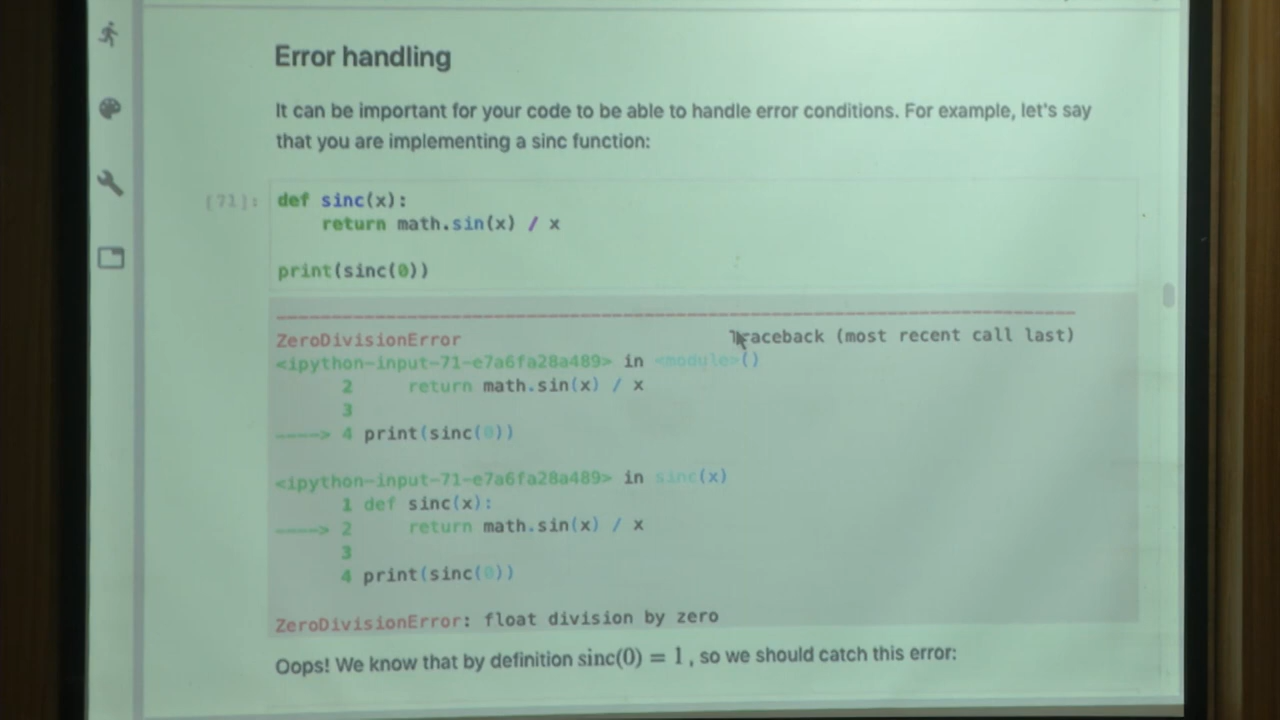 Error handling
It can be important for your code to be able to handle error conditions. For example, let's say
that you are implementing a sinc function:
[71]: def sinc(x):
return math.sin(x) / x
print(sinc(0))
ZeroDivisionError Traceback (most recent call last)
<ipython-input-71-e7a6fa28a489> in <module>()
2 return math.sin(x) / x
3
----> 4 print(sinc(0))
<ipython-input-71-e7a6fa28a489> in sinc(x)
1 def sinc(x):
----> 2 return math.sin(x) / x
3
4 print(sinc(0))
ZeroDivisionError: float division by zero
Oops! We know that by definition sinc(0) = 1, so we should catch this error: